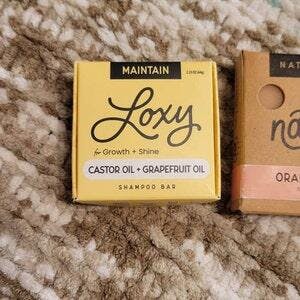 MAINTAIN
Loxy
for Growth + Shine
CASTOR OIL + GRAPEFRUIT OIL
SHAMPOO BAR
NAT
ORA